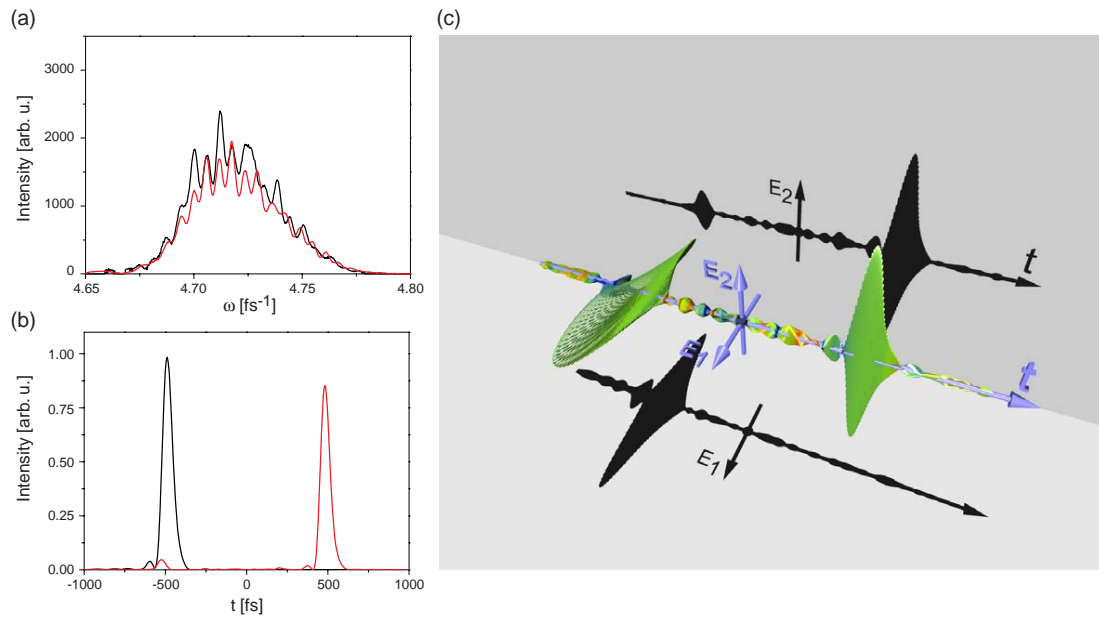 (a)
Intensity [arb. u.]
3000
2000
1000
0
4.65
4.70
4.75
4.80
ω [fs⁻¹]
(b)
Intensity [arb. u.]
1.00
0.75
0.50
0.25
0.00
-1000
-500
0
500
1000
t [fs]
(c)
E₂
t
E₂
E₁
t
E₁